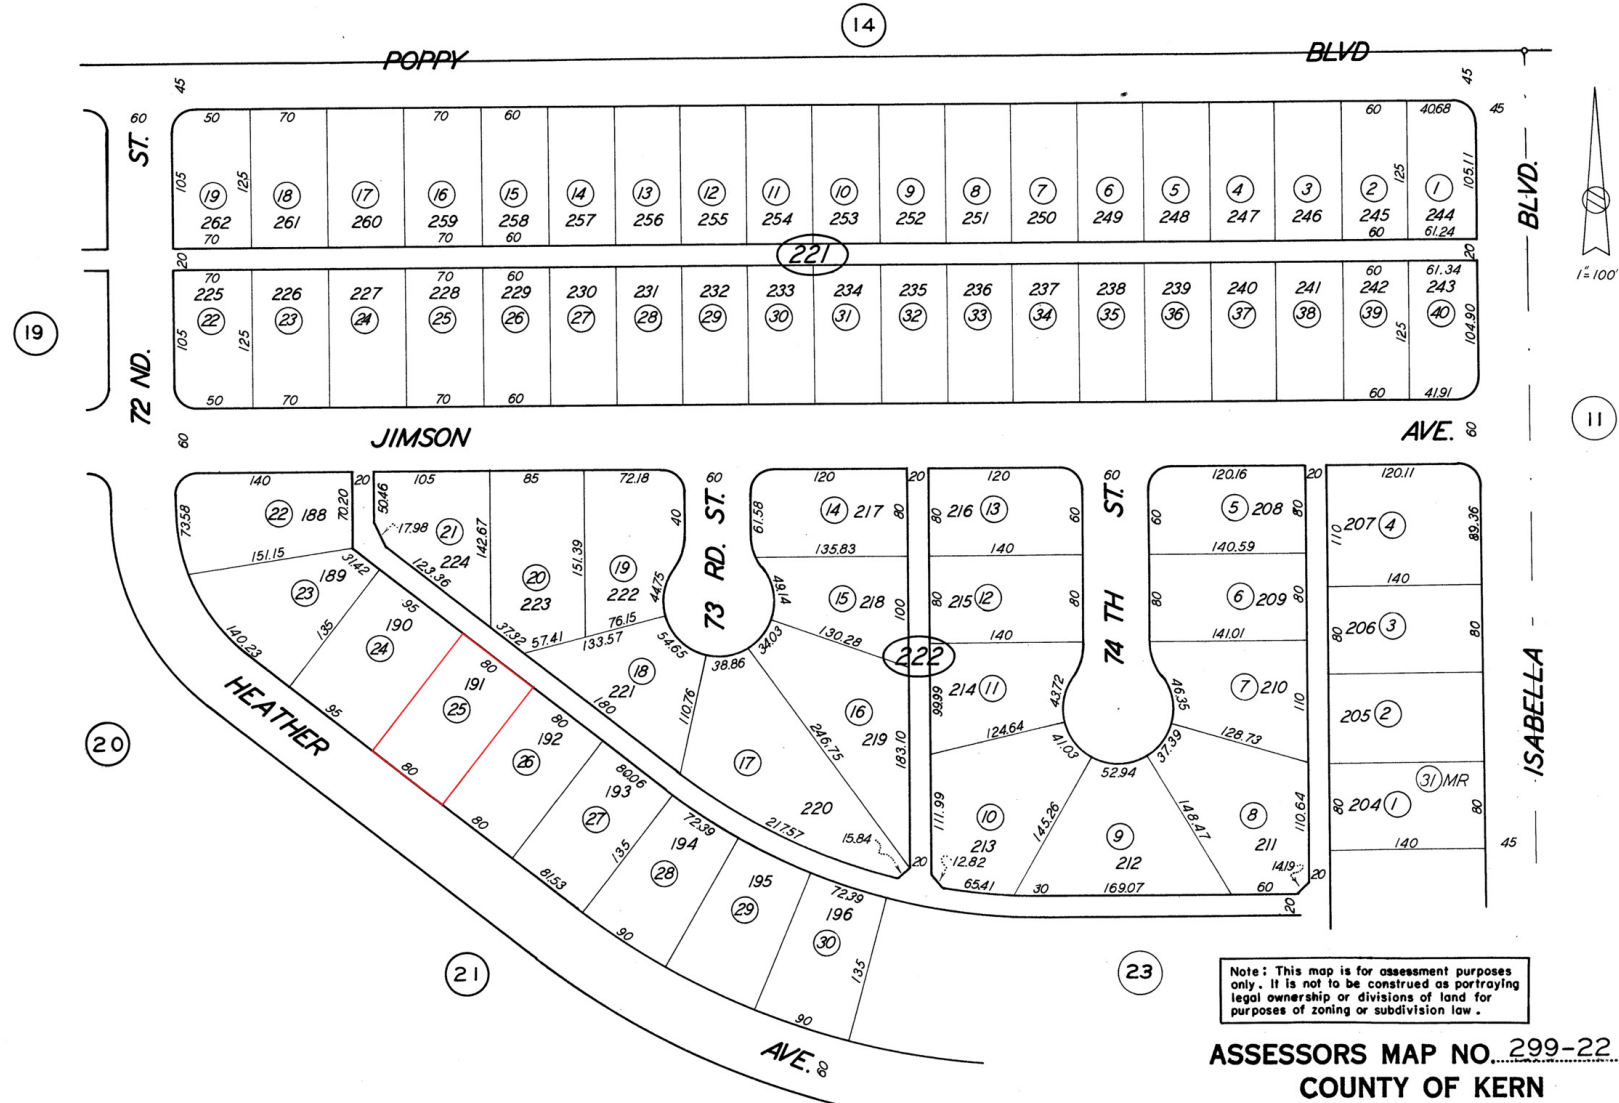 14
POPPY BLVD
45 45
60 50 70 70 60 60 40.68 45
ST. BLVD.
105 125 125 105.11
19 18 17 16 15 14 13 12 11 10 9 8 7 6 5 4 3 2 1
262 261 260 259 258 257 256 255 254 253 252 251 250 249 248 247 246 245 244
70 70 60 60 61.24
20 221 20
1"=100'
70 70 60 60 61.34
225 226 227 228 229 230 231 232 233 234 235 236 237 238 239 240 241 242 243
22 23 24 25 26 27 28 29 30 31 32 33 34 35 36 37 38 39 40
19
105 125 125 104.90
72 ND.
50 70 70 60 60 41.91
11
60 JIMSON AVE. 60
140 20 105 85 72.18 60 120 20 120 60 120.16 20 120.11
73.58 22 188 70.20 50.46 17.98 21 224 142.67 151.39 40 61.58 14 217 80 80 216 13 60 60 5 208 80 110 207 4 89.36
73 RD. ST.
74 TH ST.
151.15 31.42 123.36 135.83 140 140.59 140
23 189 135 95 20 223 19 222 44.75 49.14 15 218 100 80 215 12 80 80 6 209 80 80 206 3 80
37.32 57.41 133.57 76.15 54.65 38.86 34.03 130.28 140 141.01
140.23 190 24 222
80 191 25 18 221 180 110.76 16 219 246.75 183.10 99.99 214 11 43.72 46.35 7 210 110 205 2
95 HEATHER ISABELLA
20
80 80 192 26 17 124.64 41.03 52.94 37.39 128.73
80 80.06 193 27 220 217.57 15.84 111.99 10 213 145.26 9 212 148.47 8 211 110.64 80 204 1 31 MR 80
135 72.39 194 28 20 12.82 65.41 30 169.07 60 14.19 20 140 45
81.53 195 29 72.39 196 30 20
90 135
21 23
90
AVE. 60
Note: This map is for assessment purposes
only. It is not to be construed as portraying
legal ownership or divisions of land for
purposes of zoning or subdivision law.
ASSESSORS MAP NO. 299-22
COUNTY OF KERN